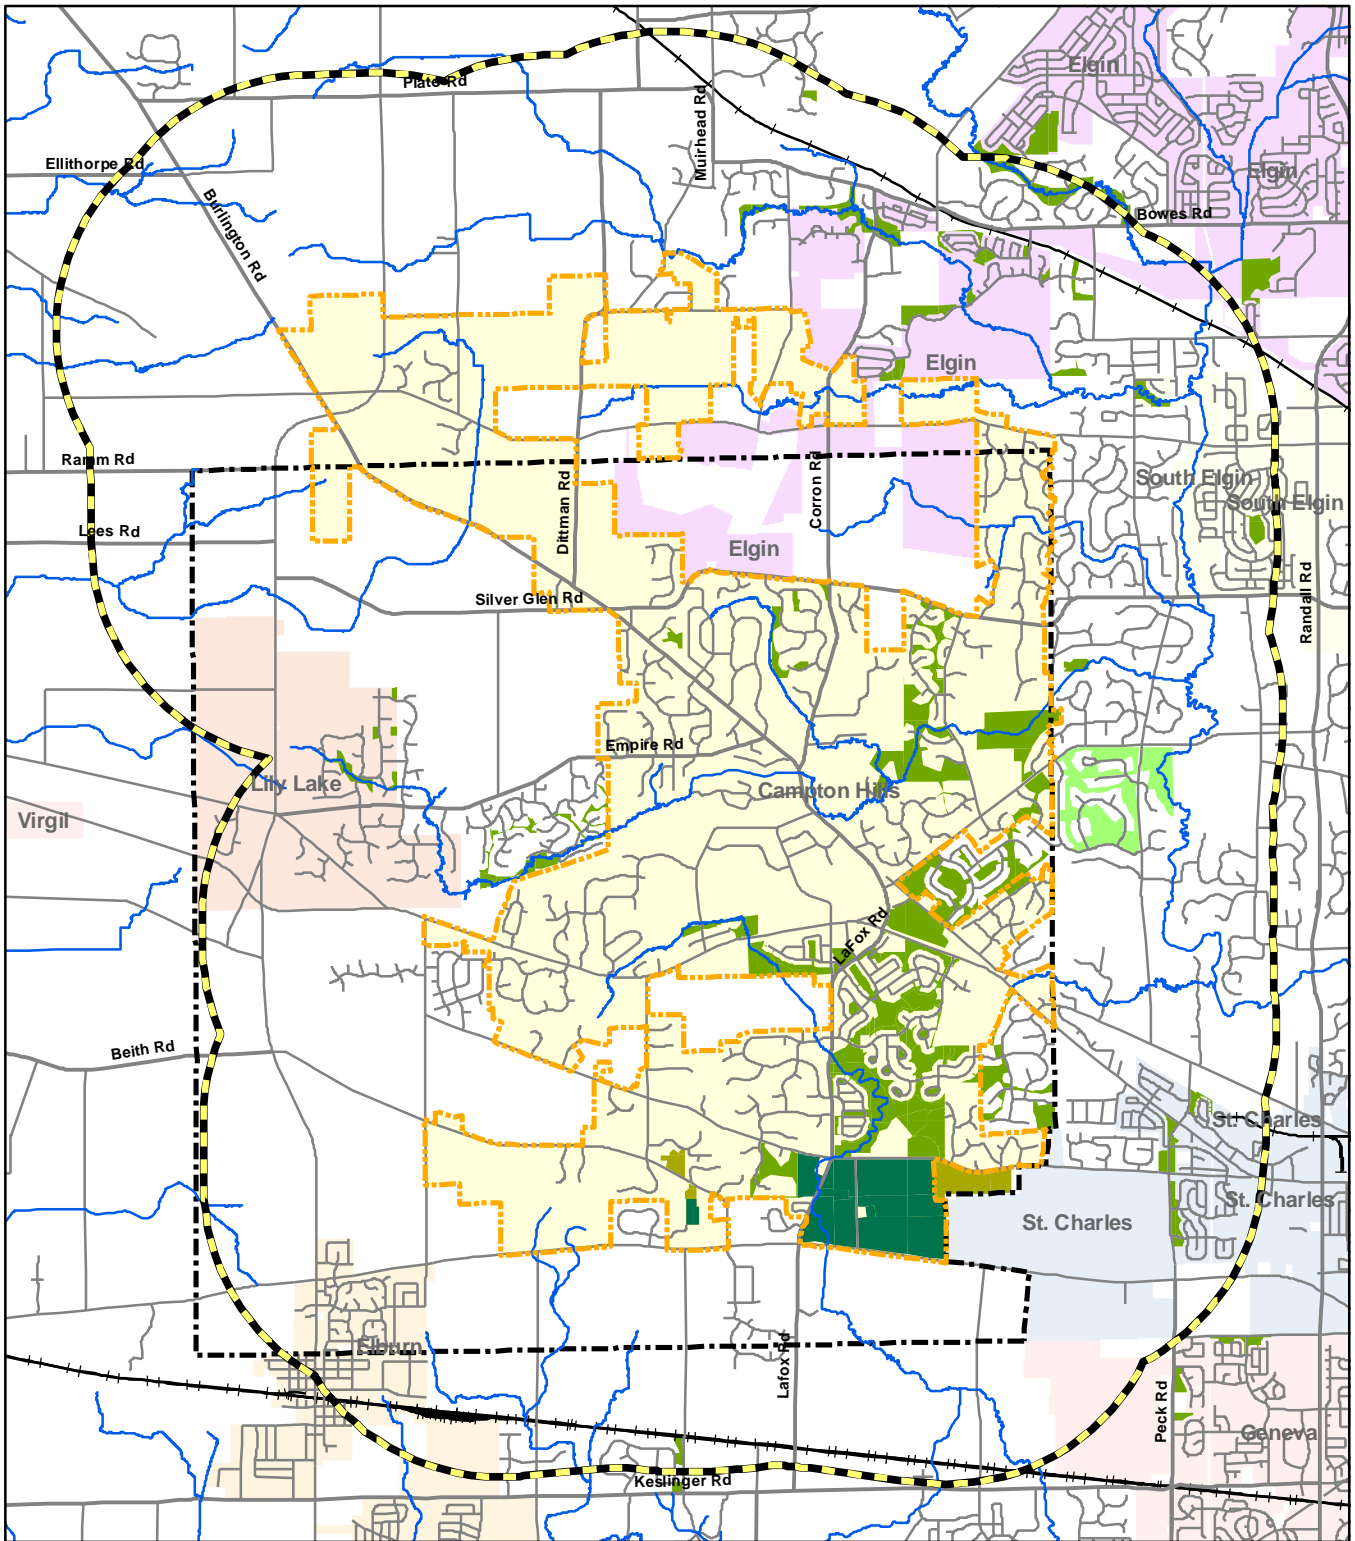 Elgin
Plato Rd
Muirhead Rd
Ellithorpe Rd
Elgin
Burlington Rd
Bowes Rd
Elgin
Ramm Rd
Corron Rd
South Elgin
South Elgin
Dittman Rd
Lees Rd
Elgin
Randall Rd
Silver Glen Rd
Empire Rd
Lily Lake
Campton Hills
Virgil
LaFox Rd
Beith Rd
St. Charles
St. Charles
St. Charles
Elburn
Lafox Rd
Peck Rd
Geneva
Keslinger Rd